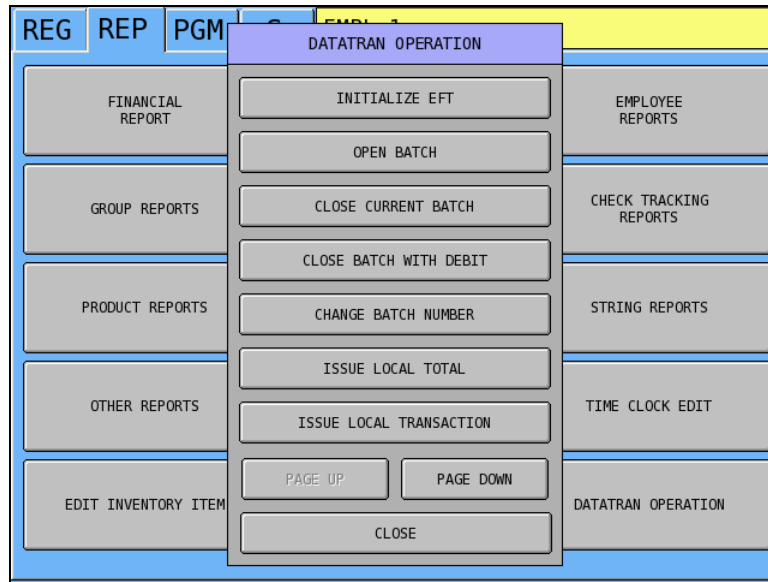 REG REP PGM
DATATRAN OPERATION
FINANCIAL
REPORT
INITIALIZE EFT
EMPLOYEE
REPORTS
OPEN BATCH
GROUP REPORTS
CLOSE CURRENT BATCH
CHECK TRACKING
REPORTS
CLOSE BATCH WITH DEBIT
PRODUCT REPORTS
CHANGE BATCH NUMBER
STRING REPORTS
ISSUE LOCAL TOTAL
OTHER REPORTS
ISSUE LOCAL TRANSACTION
TIME CLOCK EDIT
PAGE UP
PAGE DOWN
EDIT INVENTORY ITEM
DATATRAN OPERATION
CLOSE